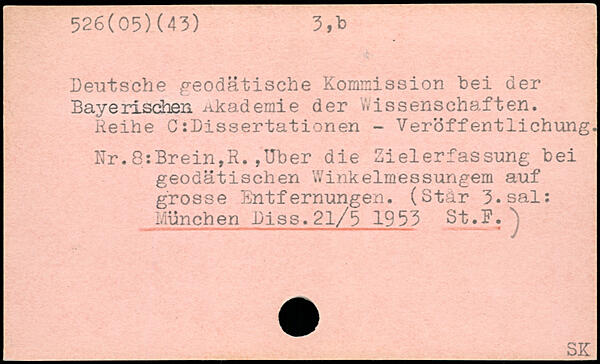 526(05)(43) 3,b
Deutsche geodätische Kommission bei der
Bayerischen Akademie der Wissenschaften.
Reihe C:Dissertationen - Veröffentlichung.
Nr.8:Brein,R.,Über die Zielerfassung bei
geodätischen Winkelmessungem auf
grosse Entfernungen. (Står 3.sal:
München Diss.21/5 1953 St.F.)
SK